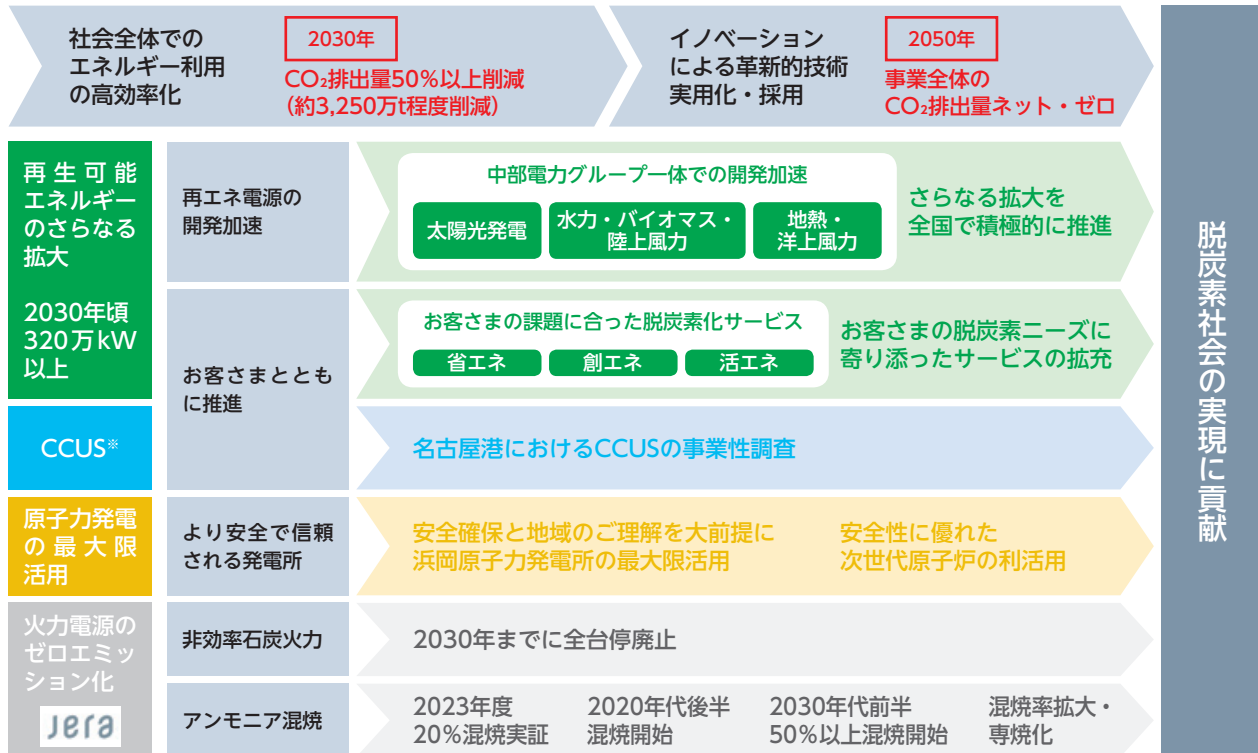 社会全体での
エネルギー利用
の高効率化
2030年
CO₂排出量50%以上削減
(約3,250万t程度削減)
イノベーション
による革新的技術
実用化・採用
2050年
事業全体の
CO₂排出量ネット・ゼロ
再生可能
エネルギー
のさらなる
拡大
2030年頃
320万kW
以上
再エネ電源の
開発加速
中部電力グループ一体での開発加速
太陽光発電
水力・バイオマス・
陸上風力
地熱・
洋上風力
さらなる拡大を
全国で積極的に推進
お客さまととも
に推進
お客さまの課題に合った脱炭素化サービス
省エネ
創エネ
活エネ
お客さまの脱炭素ニーズに
寄り添ったサービスの拡充
CCUS※
名古屋港におけるCCUSの事業性調査
原子力発電
の最大限
活用
より安全で信頼
される発電所
安全確保と地域のご理解を大前提に
浜岡原子力発電所の最大限活用
安全性に優れた
次世代原子炉の利活用
火力電源の
ゼロエミッ
ション化
Jera
非効率石炭火力
2030年までに全台停廃止
アンモニア混焼
2023年度
20%混焼実証
2020年代後半
混焼開始
2030年代前半
50%以上混焼開始
混焼率拡大・
専焼化
脱炭素社会の実現に貢献